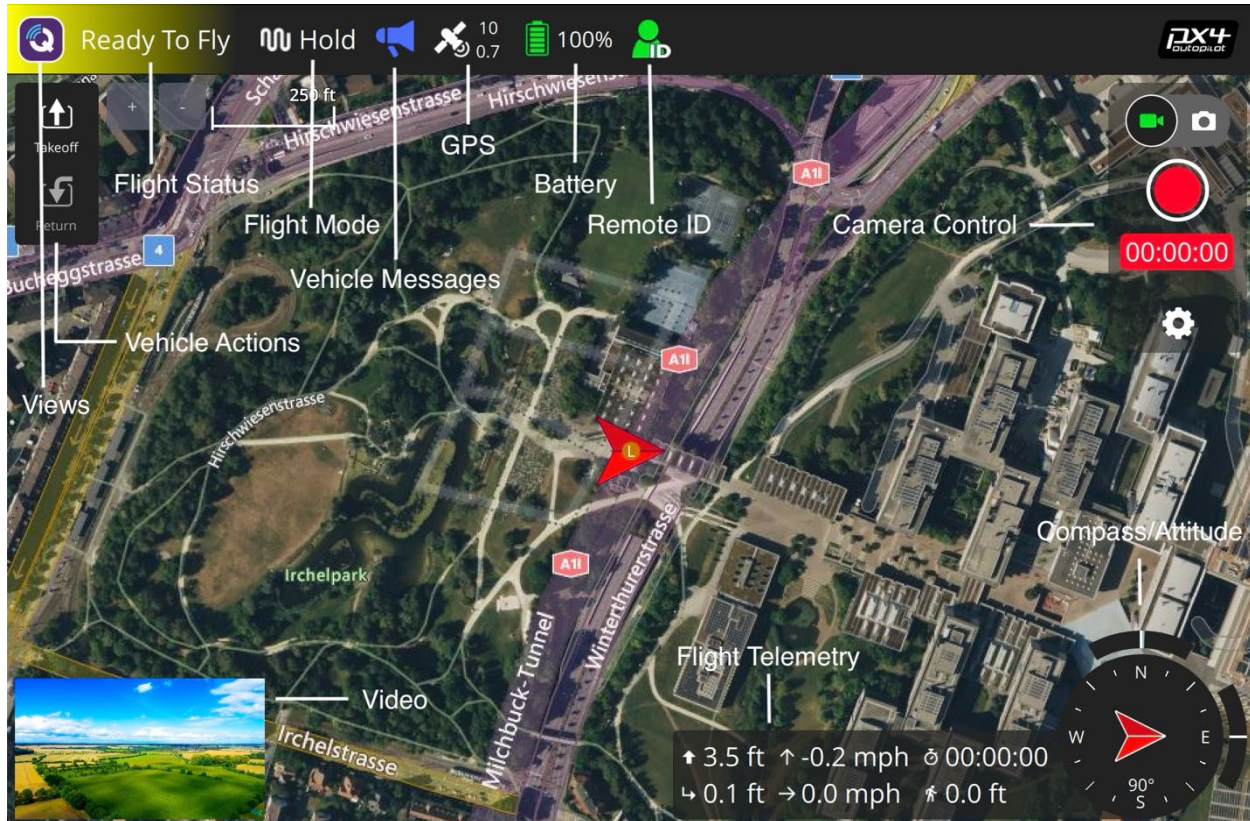 Ready To Fly
Hold
10
0.7
100%
ID
px4
autopilot
Takeoff
+
-
250 ft
Hirschwiesenstrasse
Hirschwiesenstrasse
GPS
Flight Status
Battery
A1l
Return
Flight Mode
Remote ID
Camera Control
4
Bucheggstrasse
00:00:00
Vehicle Messages
Vehicle Actions
A1l
Views
Hirschwiesenstrasse
L
Compass/Attitude
A1l
Irchelpark
Winterthurerstrasse
Milchbuck-Tunnel
Flight Telemetry
Video
Irchelstrasse
3.5 ft -0.2 mph 00:00:00
0.1 ft 0.0 mph 0.0 ft
N
W
E
90°
S